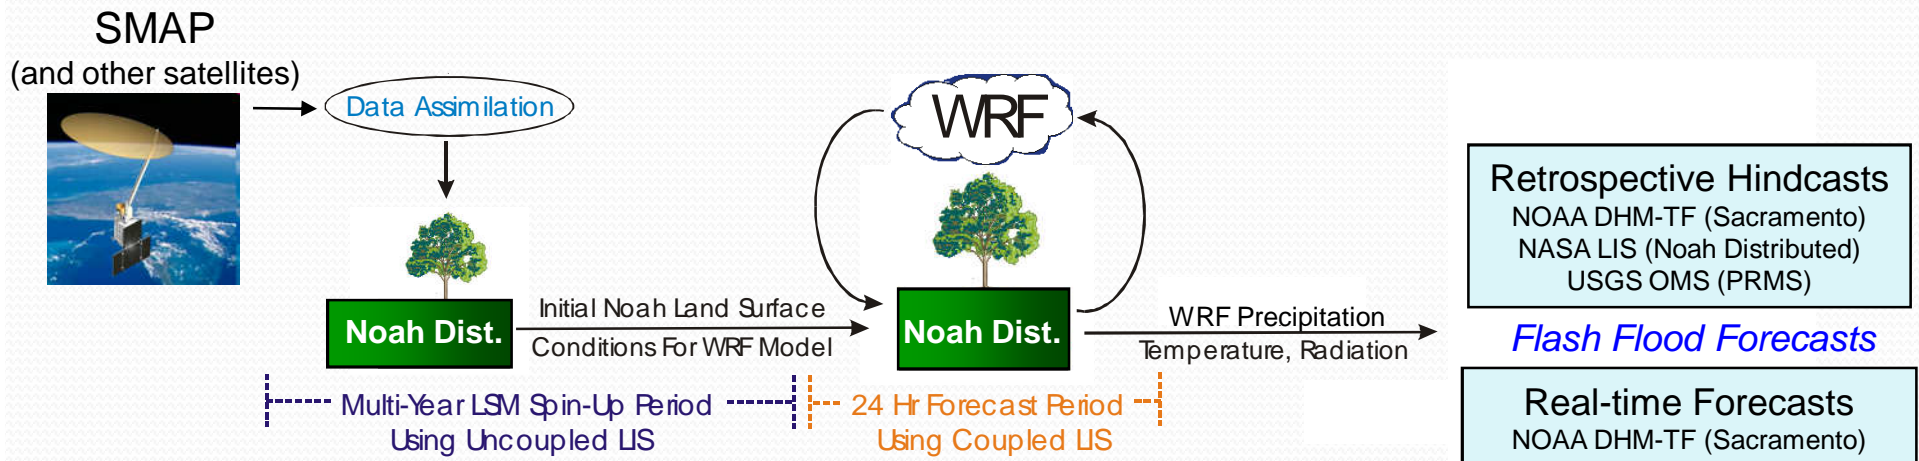 SMAP
(and other satellites)
Data Assimilation
WRF
Noah Dist.
Initial Noah Land Surface
Conditions For WRF Model
Noah Dist.
WRF Precipitation
Temperature, Radiation
Multi-Year LSM Spin-Up Period
Using Uncoupled LIS
24 Hr Forecast Period
Using Coupled LIS
Retrospective Hindcasts
NOAA DHM-TF (Sacramento)
NASA LIS (Noah Distributed)
USGS OMS (PRMS)
Flash Flood Forecasts
Real-time Forecasts
NOAA DHM-TF (Sacramento)